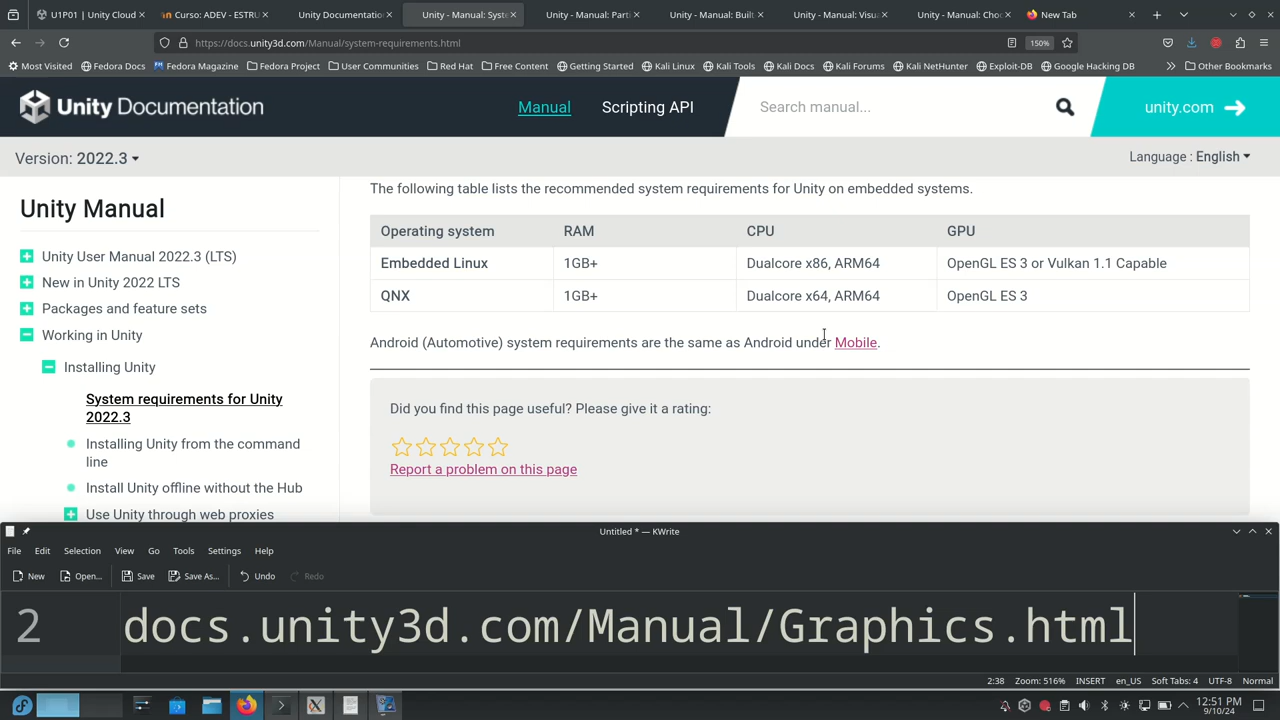 U1P01 | Unity Cloud
Curso: ADEV - ESTRU
Unity Documentation
Unity - Manual: Syste
Unity - Manual: Parti
Unity - Manual: Built
Unity - Manual: Visu
Unity - Manual: Cho
New Tab
https://docs.unity3d.com/Manual/system-requirements.html
150%
Most Visited
Fedora Docs
Fedora Magazine
Fedora Project
User Communities
Red Hat
Free Content
Getting Started
Kali Linux
Kali Tools
Kali Docs
Kali Forums
Kali NetHunter
Exploit-DB
Google Hacking DB
Other Bookmarks
Unity Documentation
Manual
Scripting API
Search manual...
unity.com
Version: 2022.3
Language : English
Unity Manual
Unity User Manual 2022.3 (LTS)
New in Unity 2022 LTS
Packages and feature sets
Working in Unity
Installing Unity
System requirements for Unity
2022.3
Installing Unity from the command
line
Install Unity offline without the Hub
Use Unity through web proxies
The following table lists the recommended system requirements for Unity on embedded systems.
Operating system RAM CPU GPU
Embedded Linux 1GB+ Dualcore x86, ARM64 OpenGL ES 3 or Vulkan 1.1 Capable
QNX 1GB+ Dualcore x64, ARM64 OpenGL ES 3
Android (Automotive) system requirements are the same as Android under Mobile.
Did you find this page useful? Please give it a rating:
Report a problem on this page
Untitled * — KWrite
File Edit Selection View Go Tools Settings Help
New Open... Save Save As... Undo Redo
2 docs.unity3d.com/Manual/Graphics.html
2:38 Zoom: 516% INSERT en_US Soft Tabs: 4 UTF-8 Normal
12:51 PM
9/10/24